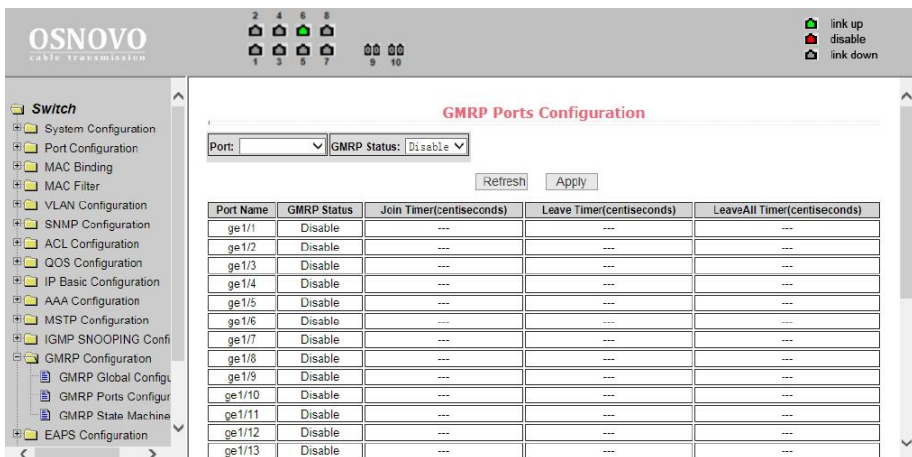 OSNOVO
cable transmission
2 4 6 8
1 3 5 7 9 10
link up
disable
link down
Switch
System Configuration
Port Configuration
MAC Binding
MAC Filter
VLAN Configuration
SNMP Configuration
ACL Configuration
QOS Configuration
IP Basic Configuration
AAA Configuration
MSTP Configuration
IGMP SNOOPING Confi
GMRP Configuration
GMRP Global Configu
GMRP Ports Configur
GMRP State Machine
EAPS Configuration
GMRP Ports Configuration
Port: GMRP Status: Disable
Refresh Apply
Port Name GMRP Status Join Timer(centiseconds) Leave Timer(centiseconds) LeaveAll Timer(centiseconds)
ge1/1 Disable --- --- ---
ge1/2 Disable --- --- ---
ge1/3 Disable --- --- ---
ge1/4 Disable --- --- ---
ge1/5 Disable --- --- ---
ge1/6 Disable --- --- ---
ge1/7 Disable --- --- ---
ge1/8 Disable --- --- ---
ge1/9 Disable --- --- ---
ge1/10 Disable --- --- ---
ge1/11 Disable --- --- ---
ge1/12 Disable --- --- ---
ge1/13 Disable --- --- ---